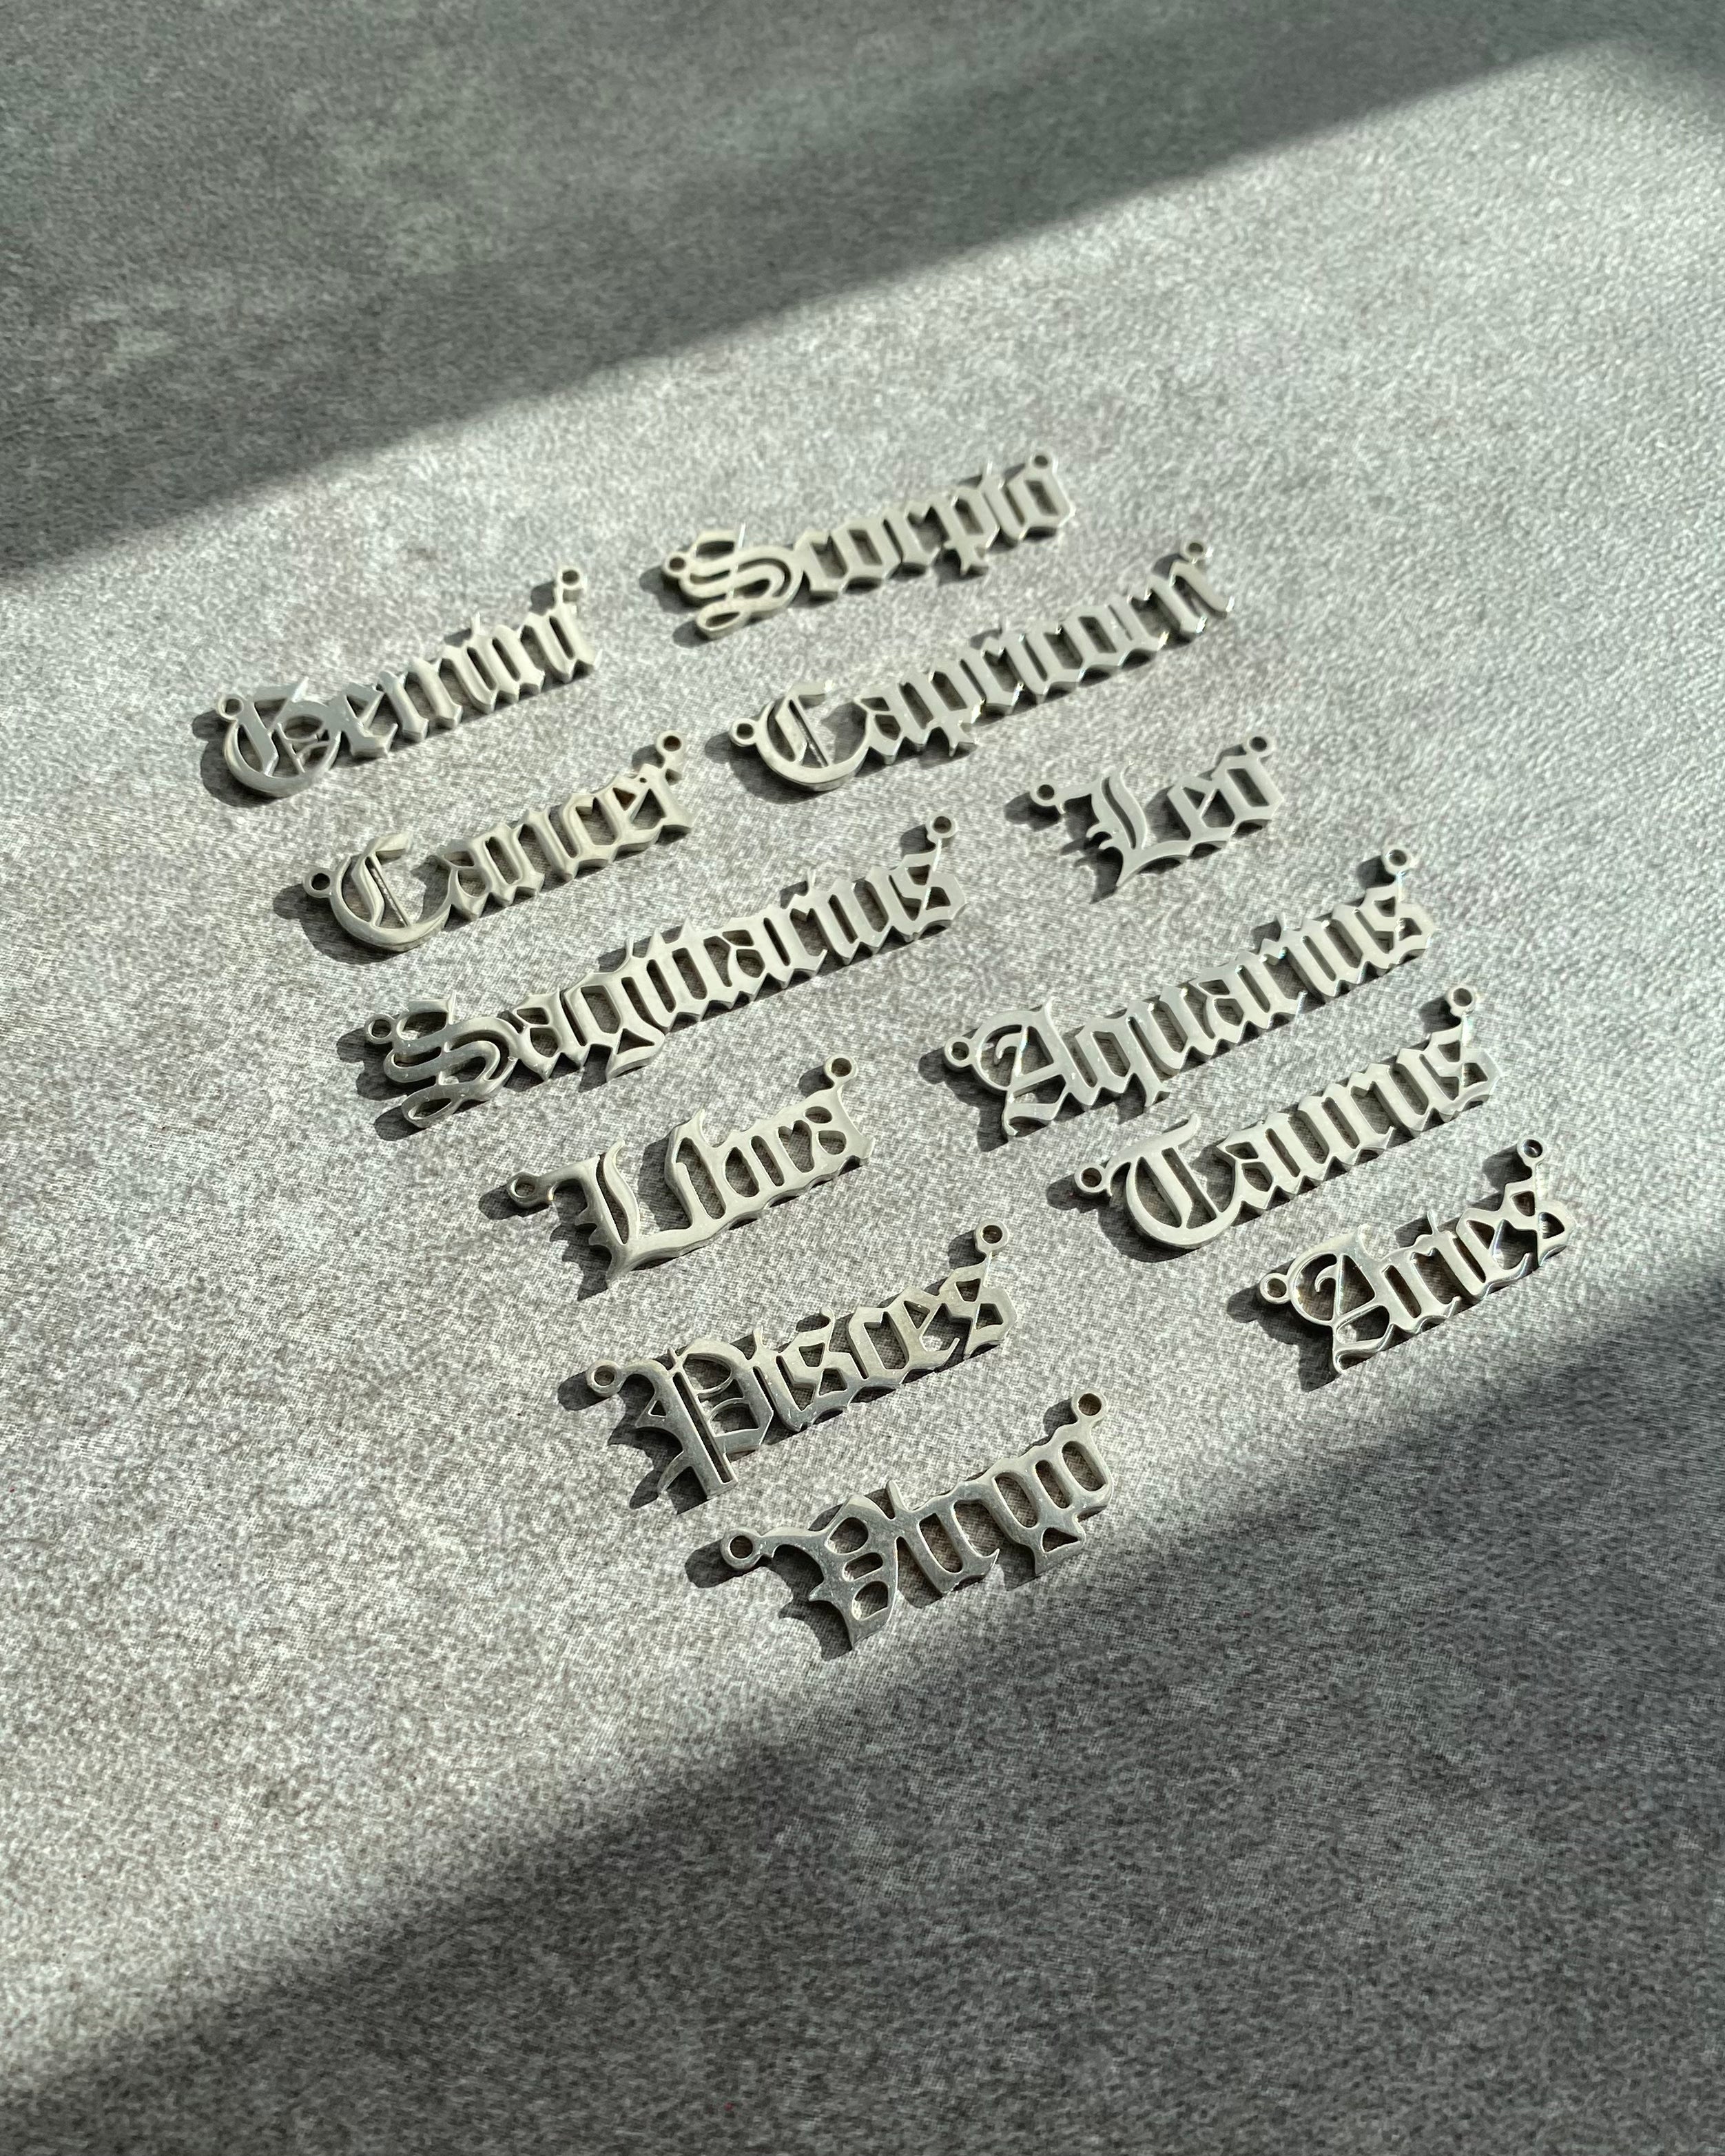 Gemini
Scorpio
Cancer
Capricorn
Sagittarius
Leo
Libra
Aquarius
Pisces
Taurus
Virgo
Aries